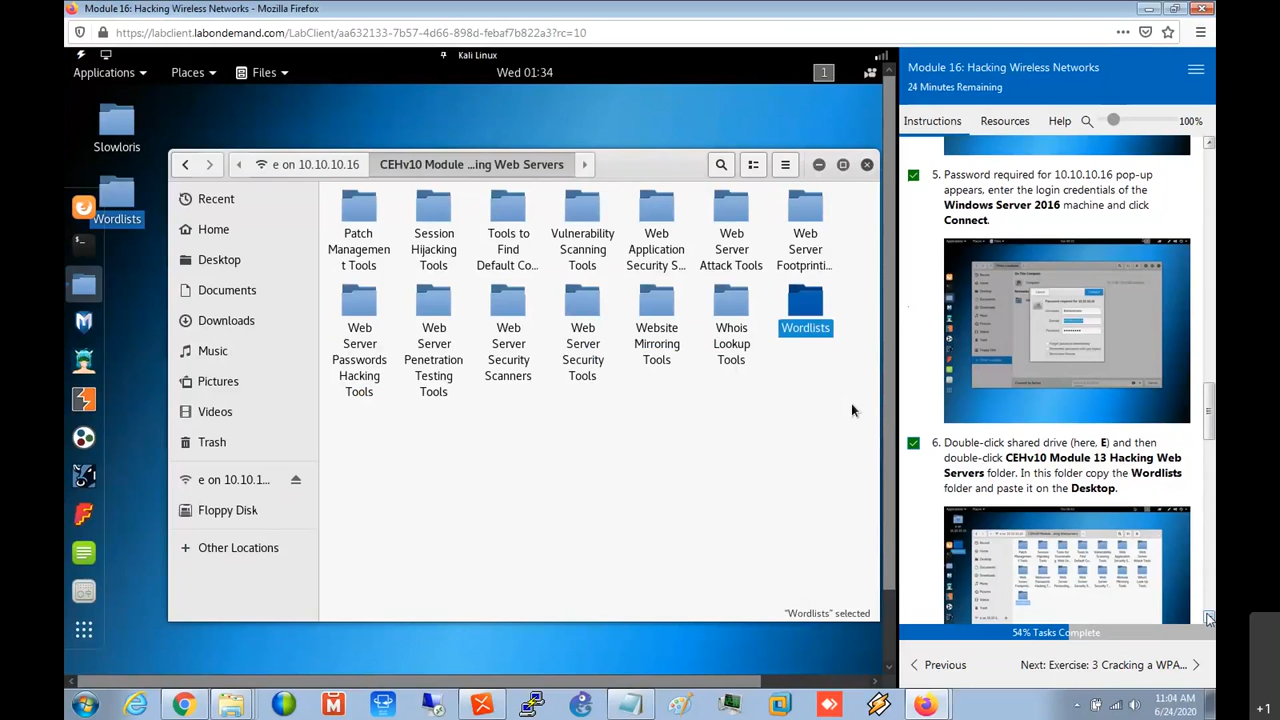 Module 16: Hacking Wireless Networks - Mozilla Firefox
https://labclient.labondemand.com/LabClient/aa632133-7b57-4d66-898d-febaf7b822a3?rc=10
Kali Linux
Applications
Places
Files
Wed 01:34
1
Slowloris
Wordlists
e on 10.10.10.16
CEHv10 Module ...ing Web Servers
Recent
Home
Desktop
Documents
Downloads
Music
Pictures
Videos
Trash
e on 10.10.1...
Floppy Disk
+ Other Locations
Patch Managemen t Tools
Session Hijacking Tools
Tools to Find Default Co...
Vulnerability Scanning Tools
Web Application Security S...
Web Server Attack Tools
Web Server Footprinti...
Web Server Passwords Hacking Tools
Web Server Penetration Testing Tools
Web Server Security Scanners
Web Server Security Tools
Website Mirroring Tools
Whois Lookup Tools
Wordlists
"Wordlists" selected
Module 16: Hacking Wireless Networks
24 Minutes Remaining
Instructions
Resources
Help
100%
5. Password required for 10.10.10.16 pop-up
appears, enter the login credentials of the
Windows Server 2016 machine and click
Connect.
6. Double-click shared drive (here, E) and then
double-click CEHv10 Module 13 Hacking Web
Servers folder. In this folder copy the Wordlists
folder and paste it on the Desktop.
54% Tasks Complete
Previous
Next: Exercise: 3 Cracking a WPA...
11:04 AM
6/24/2020
+1